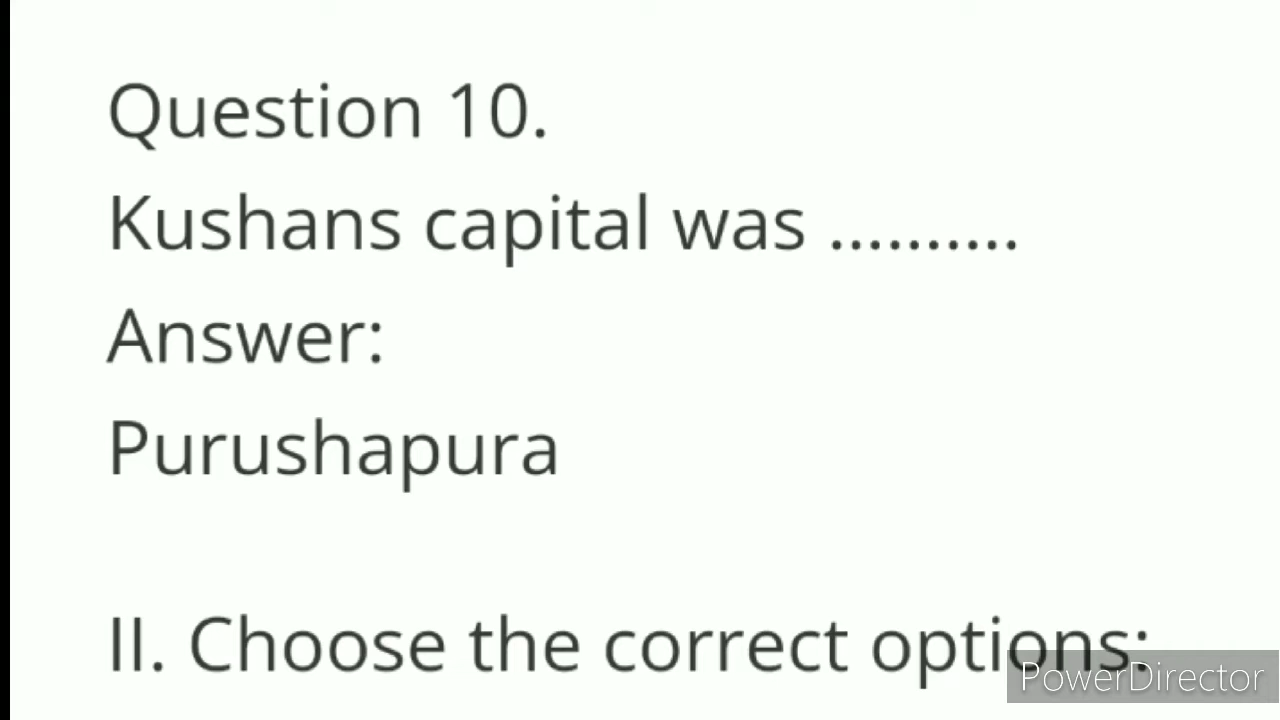 Question 10.
Kushans capital was ..........
Answer:
Purushapura
II. Choose the correct options:
PowerDirector